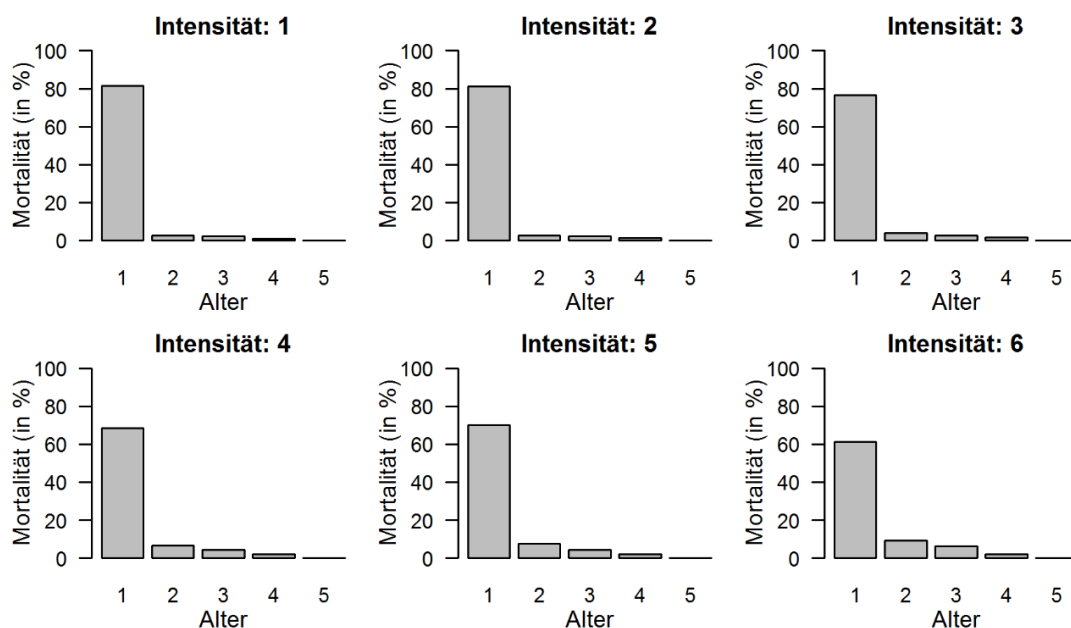 Intensität: 1
Mortalität (in %)
100
80
60
40
20
0
1 2 3 4 5
Alter
Intensität: 2
Mortalität (in %)
100
80
60
40
20
0
1 2 3 4 5
Alter
Intensität: 3
Mortalität (in %)
100
80
60
40
20
0
1 2 3 4 5
Alter
Intensität: 4
Mortalität (in %)
100
80
60
40
20
0
1 2 3 4 5
Alter
Intensität: 5
Mortalität (in %)
100
80
60
40
20
0
1 2 3 4 5
Alter
Intensität: 6
Mortalität (in %)
100
80
60
40
20
0
1 2 3 4 5
Alter